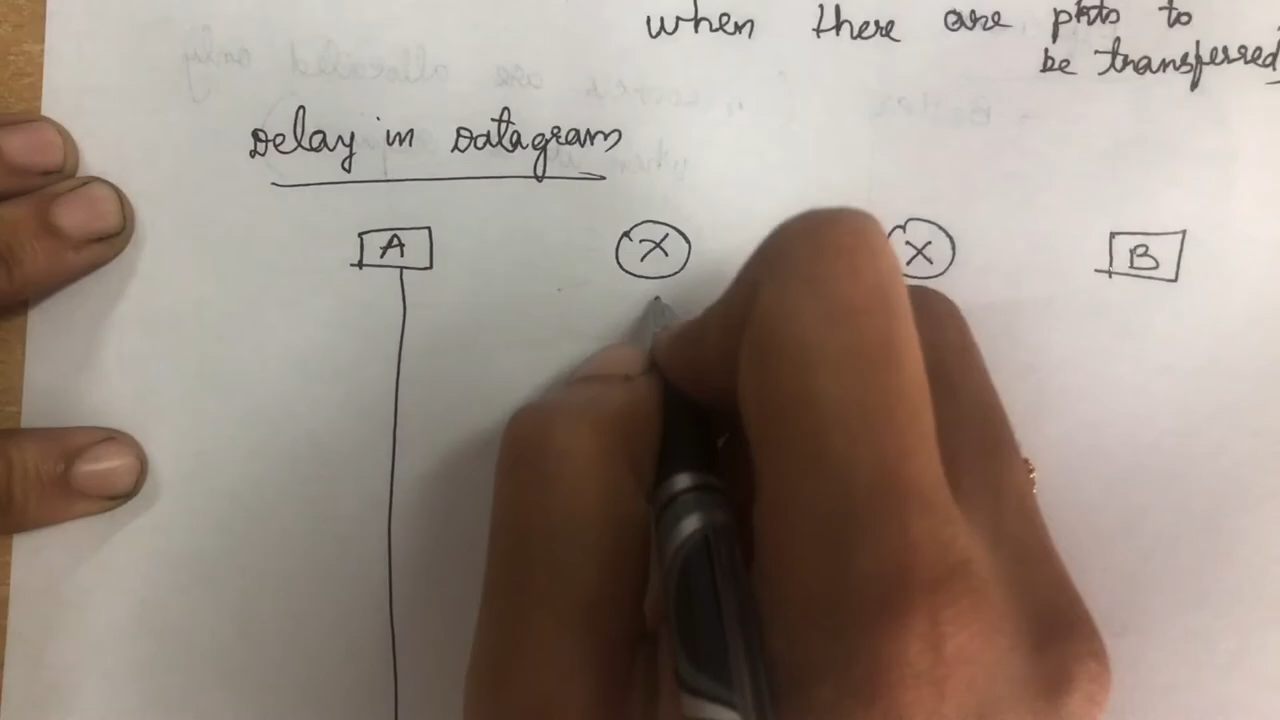 when there are pkts to
be transferred
Delay in Datagram
A X X B